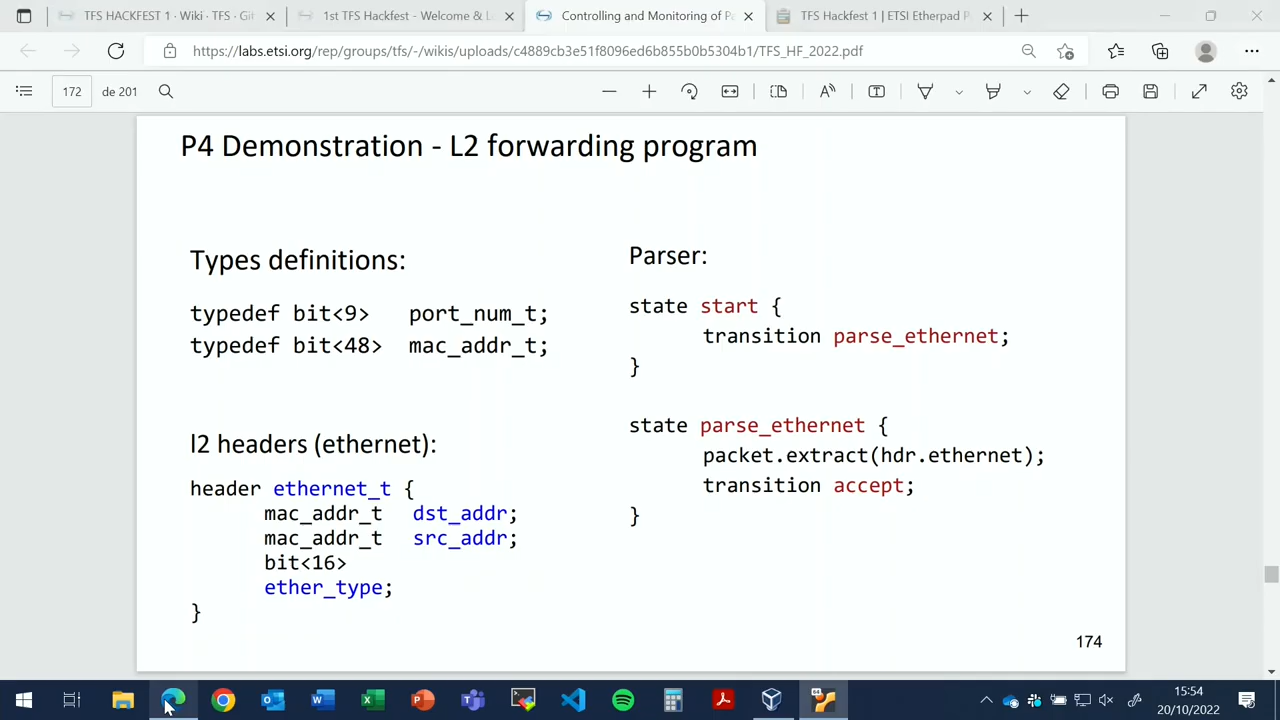 TFS HACKFEST 1 · Wiki · TFS · Git
1st TFS Hackfest - Welcome & L
Controlling and Monitoring of Pa
TFS Hackfest 1 | ETSI Etherpad P
https://labs.etsi.org/rep/groups/tfs/-/wikis/uploads/c4889cb3e51f8096ed6b855b0b5304b1/TFS_HF_2022.pdf
172 de 201
P4 Demonstration - L2 forwarding program
Types definitions:
typedef bit<9> port_num_t;
typedef bit<48> mac_addr_t;
l2 headers (ethernet):
header ethernet_t {
mac_addr_t dst_addr;
mac_addr_t src_addr;
bit<16>
ether_type;
}
Parser:
state start {
transition parse_ethernet;
}
state parse_ethernet {
packet.extract(hdr.ethernet);
transition accept;
}
174
15:54
20/10/2022